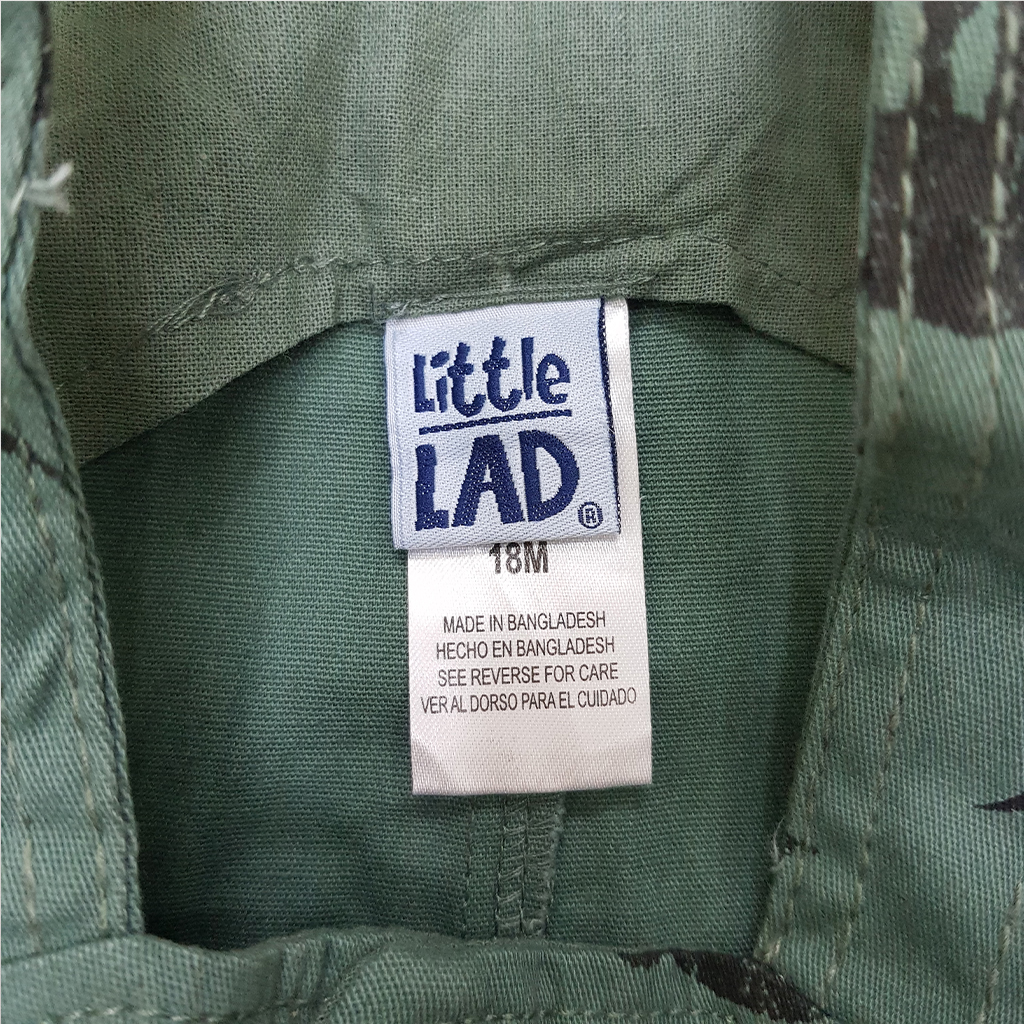 Little
LAD®
18M
MADE IN BANGLADESH
HECHO EN BANGLADESH
SEE REVERSE FOR CARE
VER AL DORSO PARA EL CUIDADO